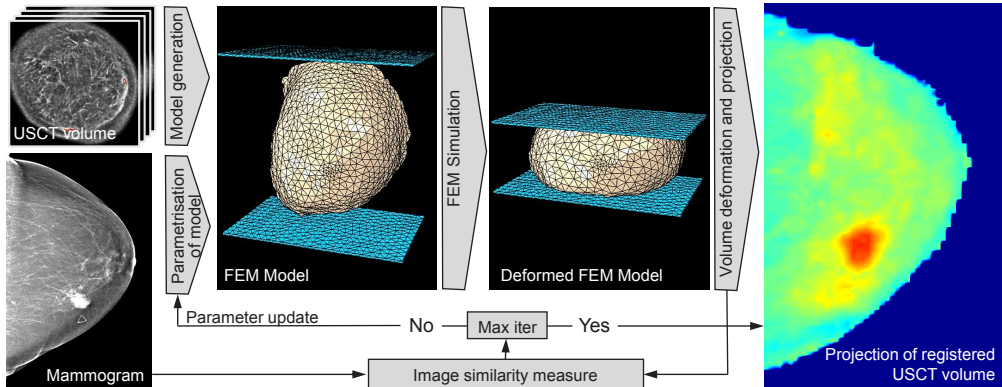 USCT volume
Model generation
Mammogram
Parametrisation
of model
FEM Model
FEM Simulation
Deformed FEM Model
Volume deformation and projection
Projection of registered
USCT volume
Parameter update
No
Max iter
Yes
Image similarity measure